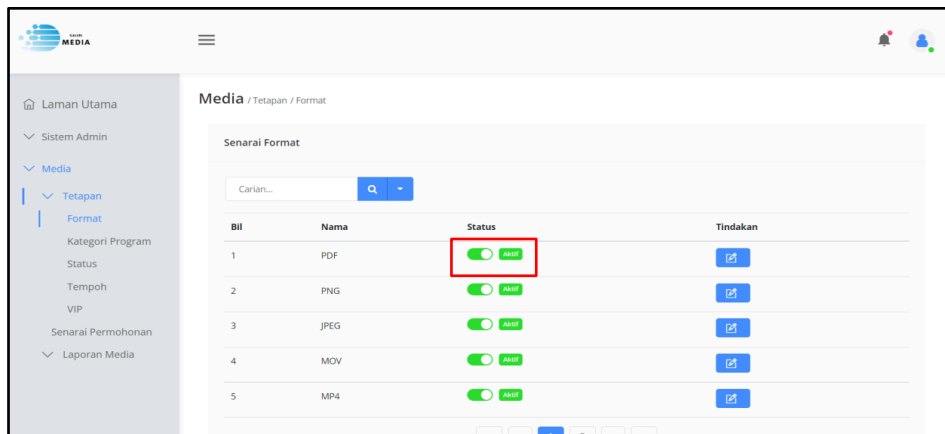 GALERI
MEDIA
Laman Utama
Sistem Admin
Media
Tetapan
Format
Kategori Program
Status
Tempoh
VIP
Senarai Permohonan
Laporan Media
Media / Tetapan / Format
Senarai Format
Carian...
Bil Nama Status Tindakan
1 PDF Aktif
2 PNG Aktif
3 JPEG Aktif
4 MOV Aktif
5 MP4 Aktif